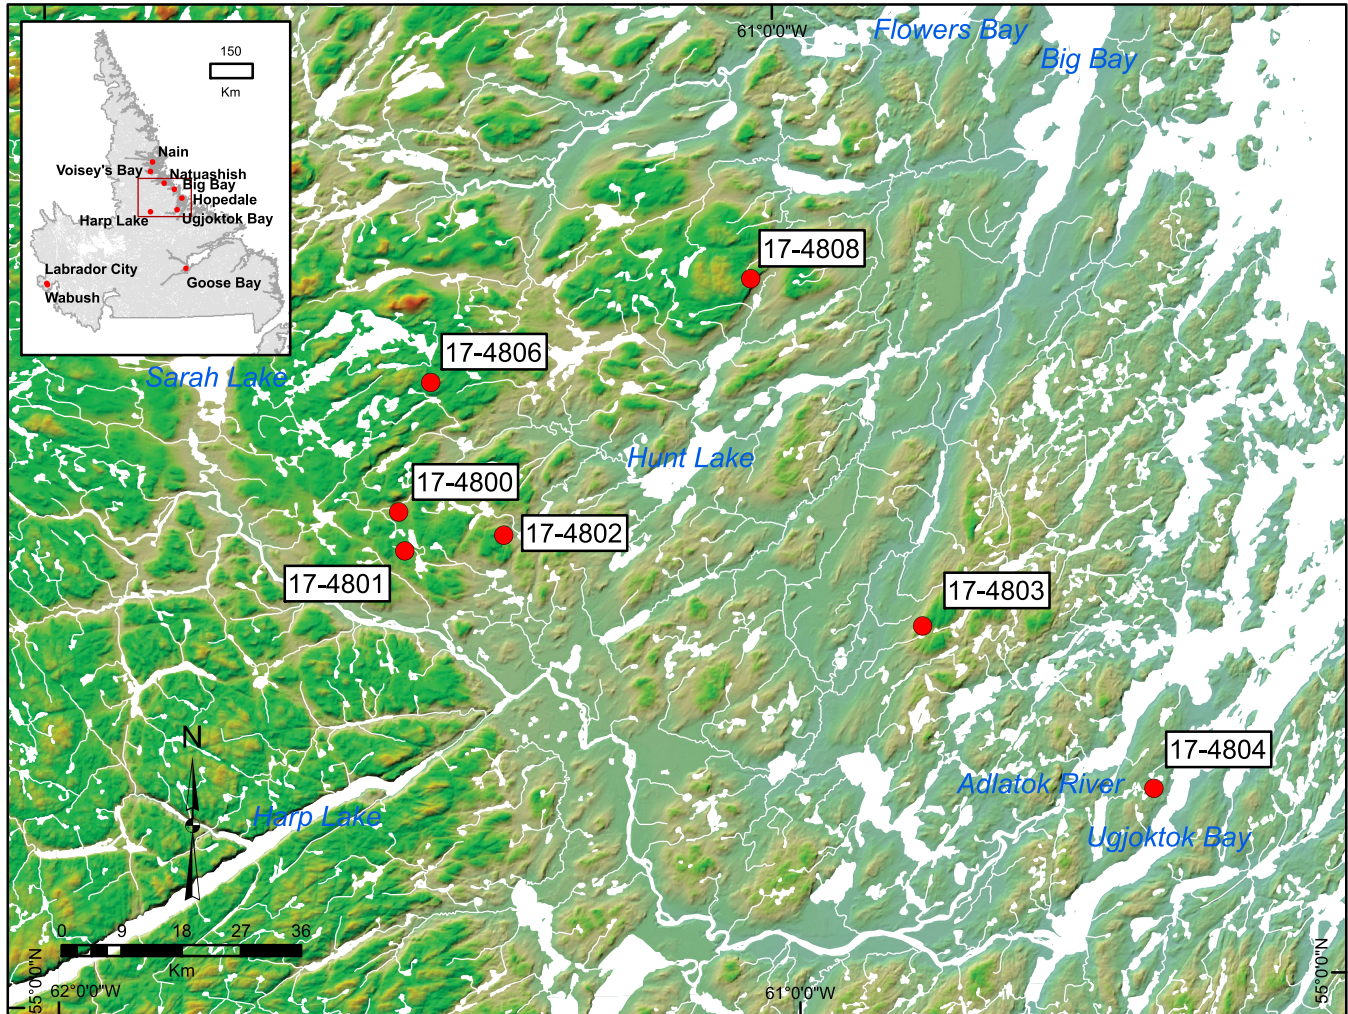 61°0'0"W
Flowers Bay
Big Bay
150
Km
Nain
Voisey's Bay
Natuashish
Big Bay
Hopedale
Harp Lake
Ugjoktok Bay
Labrador City
Goose Bay
Wabush
17-4808
17-4806
Sarah Lake
Hunt Lake
17-4800
17-4802
17-4801
17-4803
N
17-4804
Adlatok River
Harp Lake
Ugjoktok Bay
0 9 18 27 36
Km
55°0'0"N
62°0'0"W
61°0'0"W
55°0'0"N